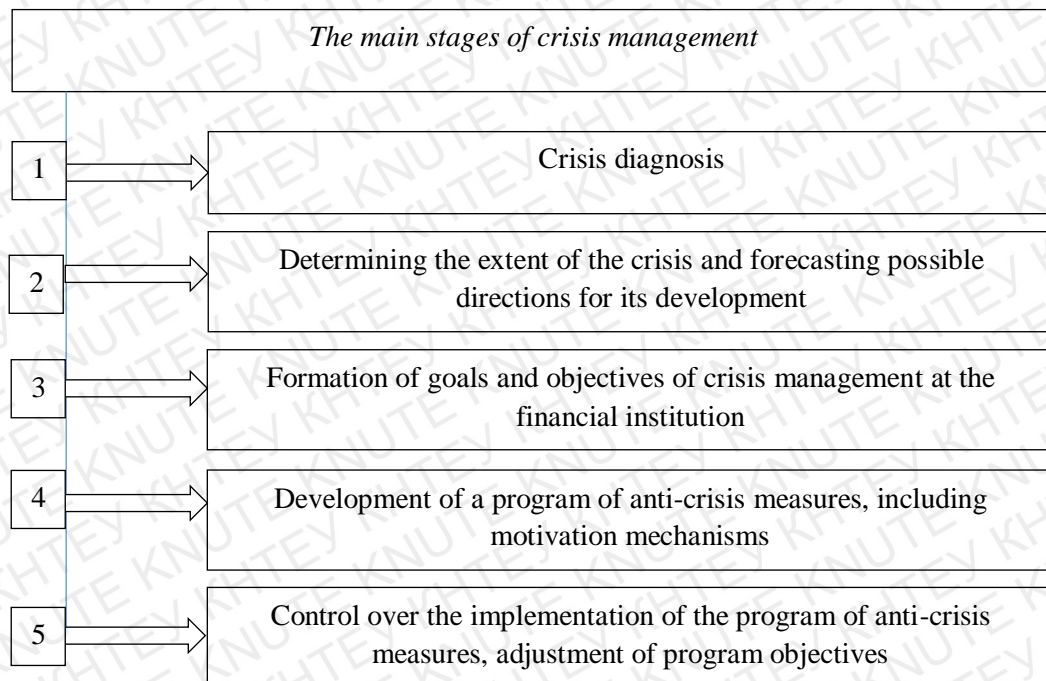 The main stages of crisis management
1
Crisis diagnosis
2
Determining the extent of the crisis and forecasting possible
directions for its development
3
Formation of goals and objectives of crisis management at the
financial institution
4
Development of a program of anti-crisis measures, including
motivation mechanisms
5
Control over the implementation of the program of anti-crisis
measures, adjustment of program objectives